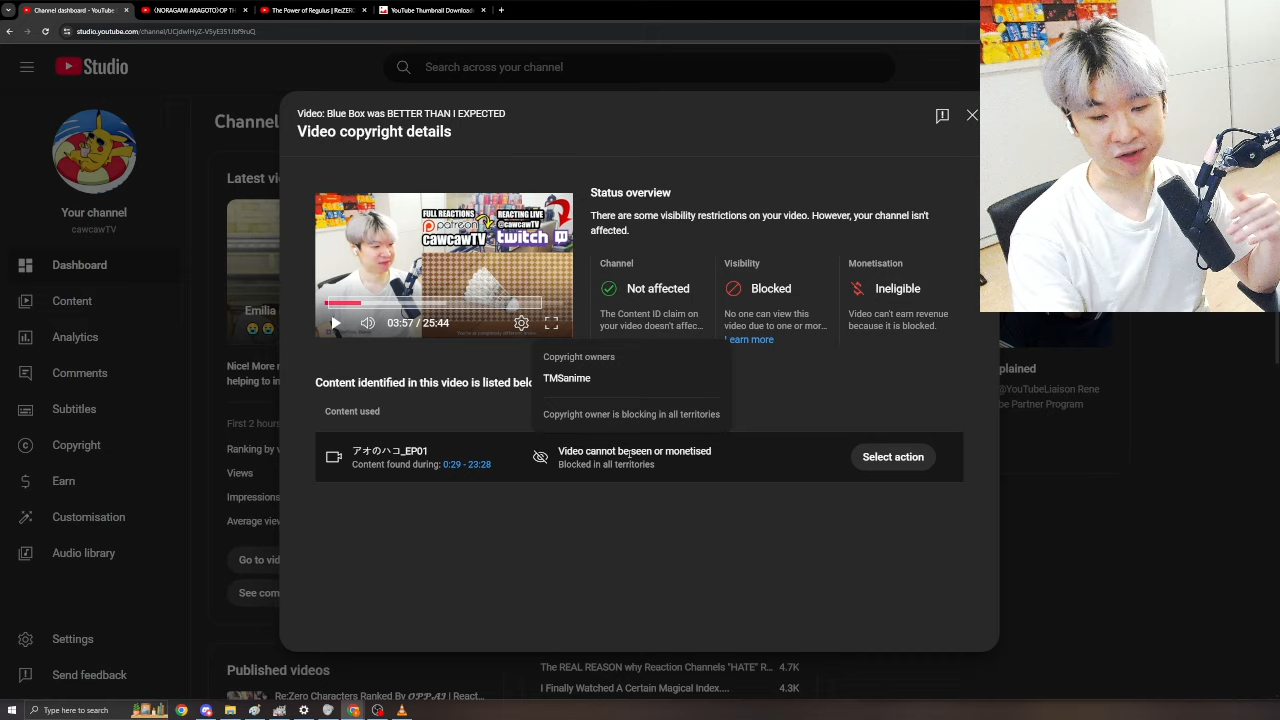 Channel dashboard - YouTube
(NORAGAMI ARAGOTO) OP TH
The Power of Regulus | Re:ZERO
YouTube Thumbnail Download
studio.youtube.com/channel/UCjdwlHyZ-V5yE351Jbf9ruQ
Studio
Search across your channel
Your channel
cawcawTV
Dashboard
Content
Analytics
Comments
Subtitles
Copyright
Earn
Customisation
Audio library
Settings
Send feedback
Channel
Latest vi
Emilia
Nice! More
helping to in
First 2 hours
Ranking by v
Views
Impressions
Average view
Go to vid
See com
Published videos
Re:Zero Characters Ranked By OPPAI | React...
Video: Blue Box was BETTER THAN I EXPECTED
Video copyright details
FULL REACTIONS
patreon
CAWCAWTV
REACTING LIVE
@CAWCAWTV
twitch
03:57 / 25:44
Status overview
There are some visibility restrictions on your video. However, your channel isn't
affected.
Channel
Not affected
The Content ID claim on
your video doesn't affec...
Visibility
Blocked
No one can view this
video due to one or mor...
Learn more
Monetisation
Ineligible
Video can't earn revenue
because it is blocked.
Content identified in this video is listed belo
Content used
Copyright owners
TMSanime
Copyright owner is blocking in all territories
アオのハコ_EP01
Content found during: 0:29 - 23:28
Video cannot be seen or monetised
Blocked in all territories
Select action
plained
@YouTubeLiaison Rene
be Partner Program
The REAL REASON why Reaction Channels "HATE" R...
4.7K
I Finally Watched A Certain Magical Index....
4.3K
Type here to search